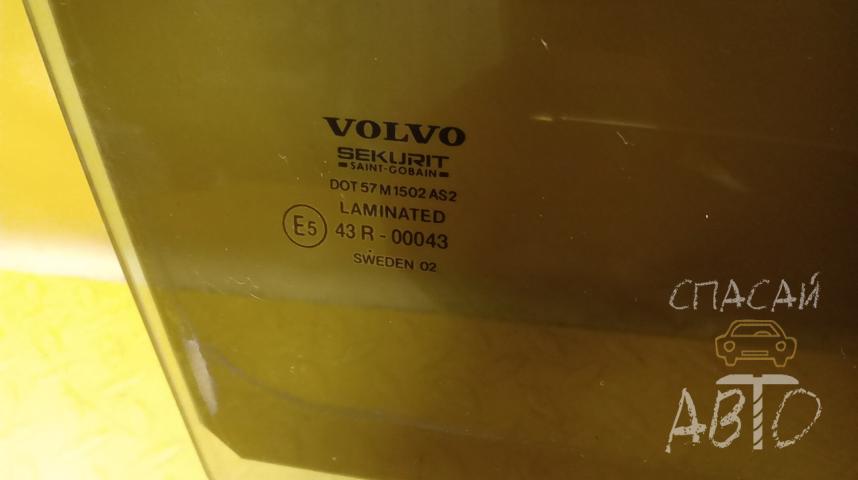 VOLVO
SEKURIT
SAINT-GOBAIN
DOT 57 M 1502 AS2
LAMINATED
E5 43 R - 00043
SWEDEN 02
СПАСАЙ
АВТО